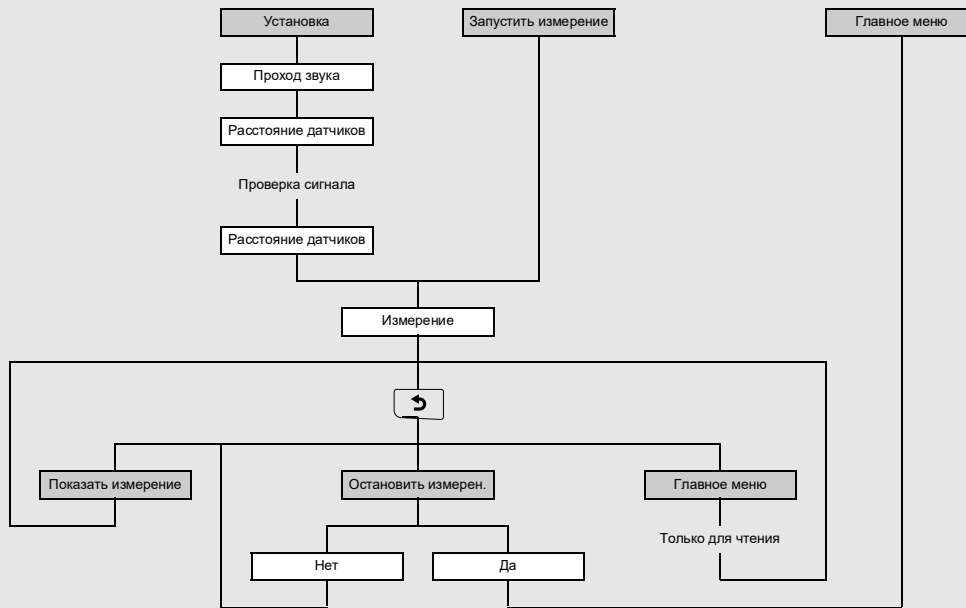 Установка
Запустить измерение
Главное меню
Проход звука
Расстояние датчиков
Проверка сигнала
Расстояние датчиков
Измерение
Показать измерение
Остановить измерен.
Главное меню
Только для чтения
Нет
Да